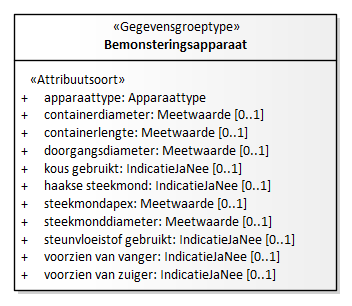 «Gegevensgroeptype»
Bemonsteringsapparaat
«Attribuutsoort»
+ apparaattype: Apparaattype
+ containerdiameter: Meetwaarde [0..1]
+ containerlengte: Meetwaarde [0..1]
+ doorgangsdiameter: Meetwaarde [0..1]
+ kous gebruikt: IndicatieJaNee [0..1]
+ haakse steekmond: IndicatieJaNee [0..1]
+ steekmondapex: Meetwaarde [0..1]
+ steekmonddiameter: Meetwaarde [0..1]
+ steunvloeistof gebruikt: IndicatieJaNee [0..1]
+ voorzien van vanger: IndicatieJaNee [0..1]
+ voorzien van zuiger: IndicatieJaNee [0..1]